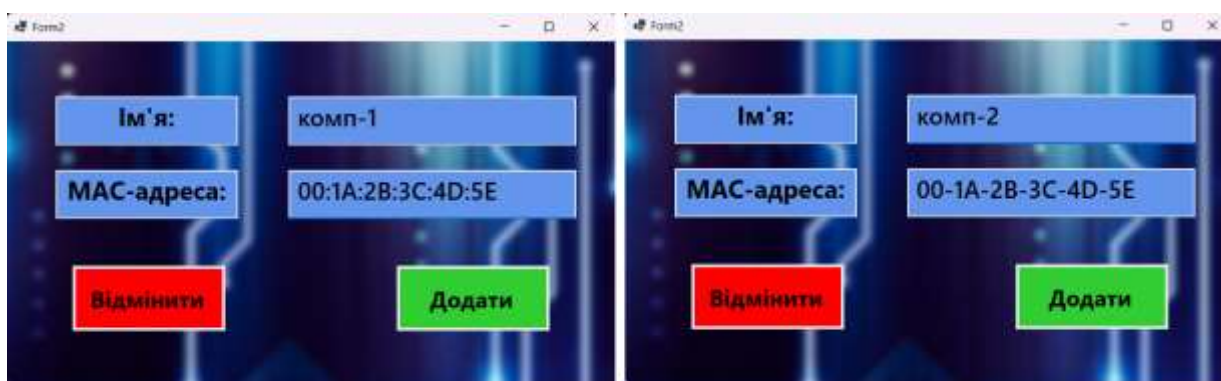 Form2
Ім'я:
комп-1
MAC-адреса:
00:1A:2B:3C:4D:5E
Відмінити
Додати
Form2
Ім'я:
комп-2
MAC-адреса:
00-1A-2B-3C-4D-5E
Відмінити
Додати